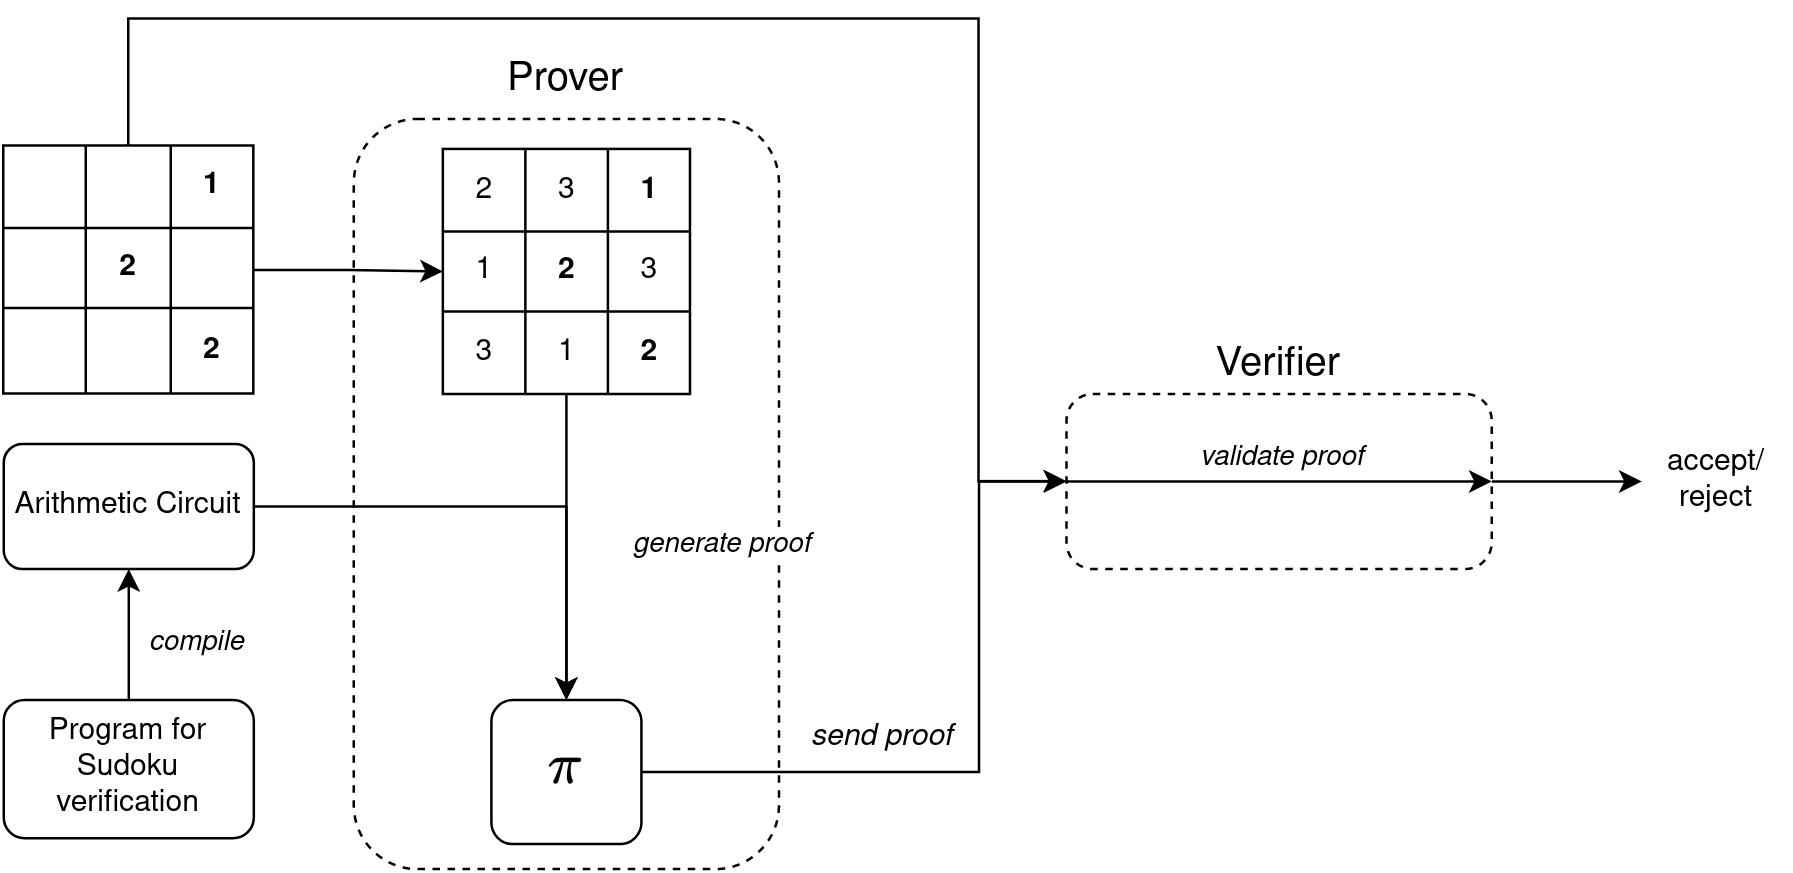 Prover
1
2
2
2 3 1
1 2 3
3 1 2
Verifier
validate proof
accept/
reject
Arithmetic Circuit
generate proof
compile
Program for
Sudoku
verification
π
send proof